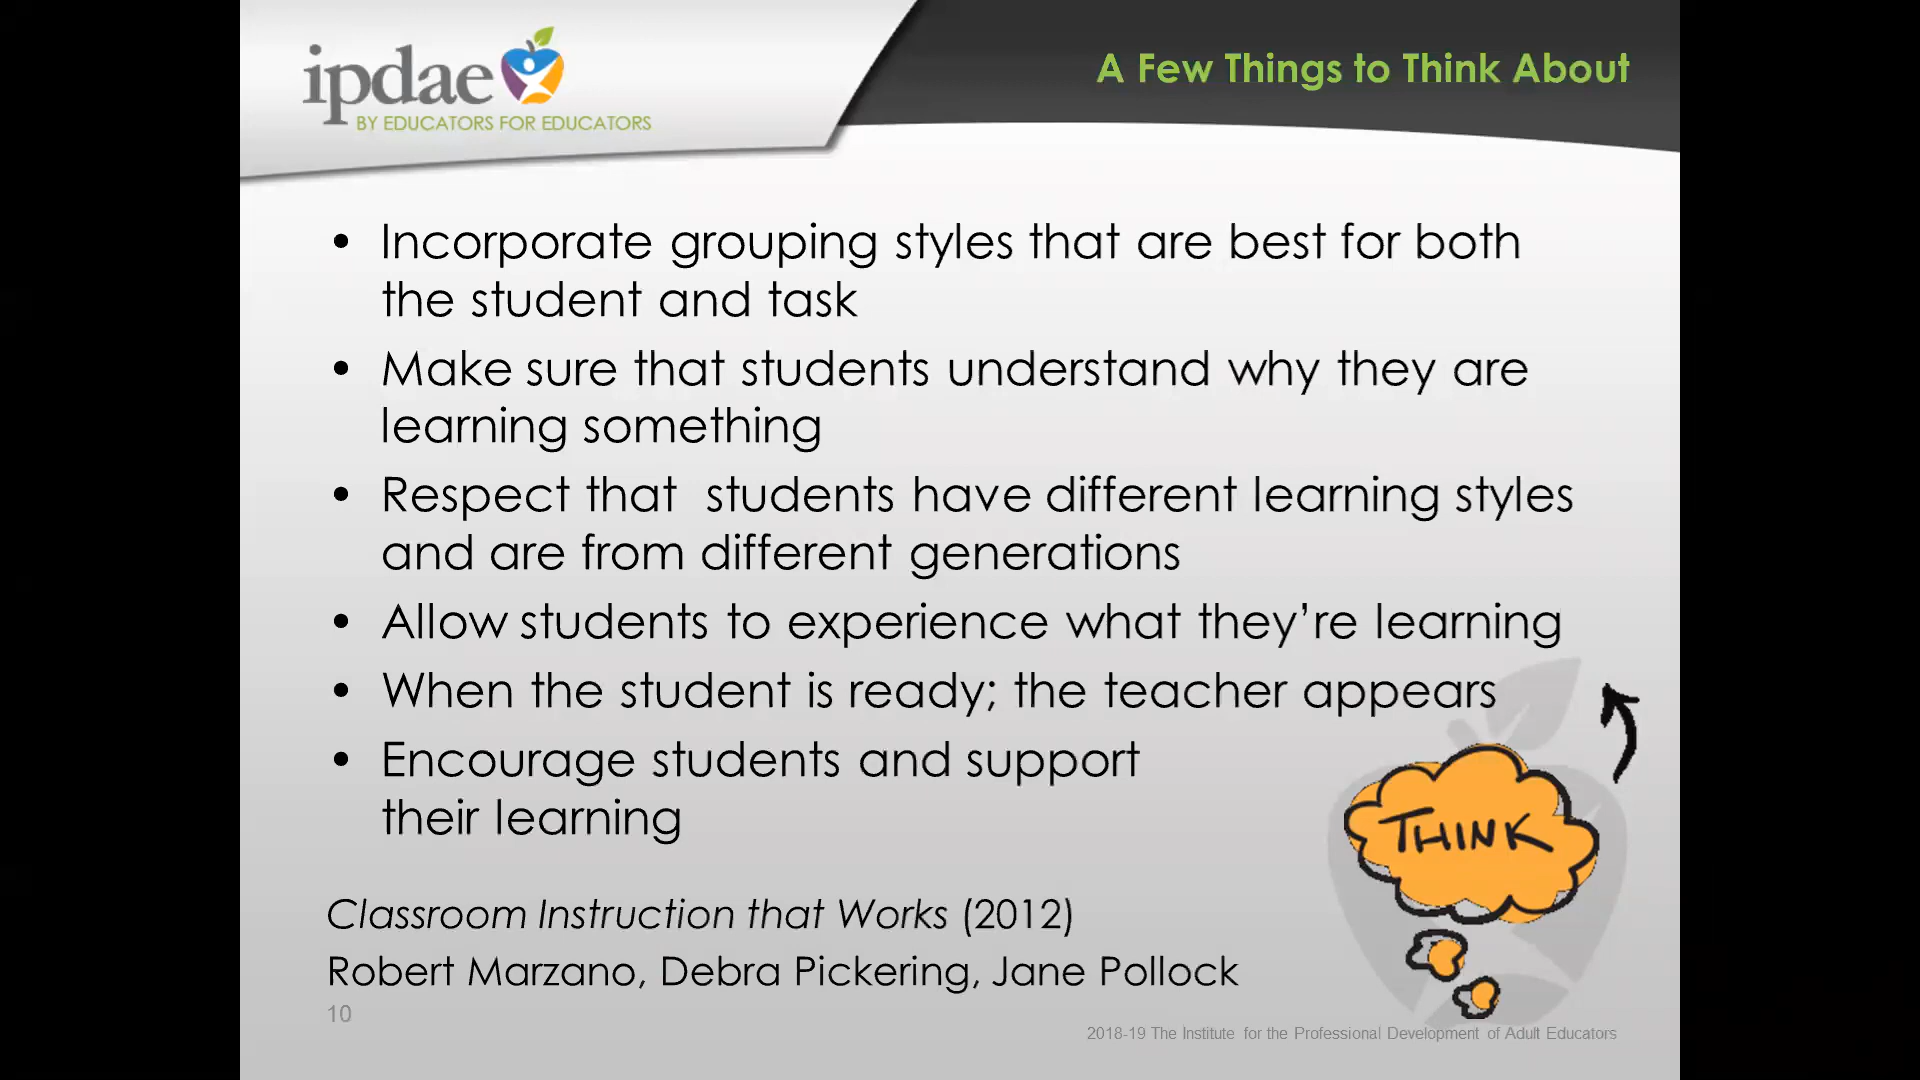 ipdae
BY EDUCATORS FOR EDUCATORS
A Few Things to Think About
• Incorporate grouping styles that are best for both
the student and task
• Make sure that students understand why they are
learning something
• Respect that  students have different learning styles
and are from different generations
• Allow students to experience what they’re learning
• When the student is ready; the teacher appears
• Encourage students and support
their learning
THINK
Classroom Instruction that Works (2012)
Robert Marzano, Debra Pickering, Jane Pollock
10
2018-19 The Institute for the Professional Development of Adult Educators